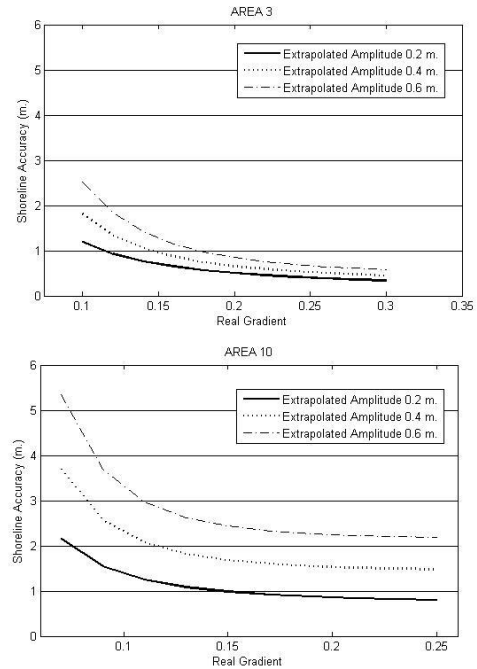 AREA 3
6
5
4
3
2
1
0
Shoreline Accuracy (m.)
Extrapolated Amplitude 0.2 m.
Extrapolated Amplitude 0.4 m.
Extrapolated Amplitude 0.6 m.
0.1 0.15 0.2 0.25 0.3 0.35
Real Gradient
AREA 10
6
5
4
3
2
1
0
Shoreline Accuracy (m.)
Extrapolated Amplitude 0.2 m.
Extrapolated Amplitude 0.4 m.
Extrapolated Amplitude 0.6 m.
0.1 0.15 0.2 0.25
Real Gradient